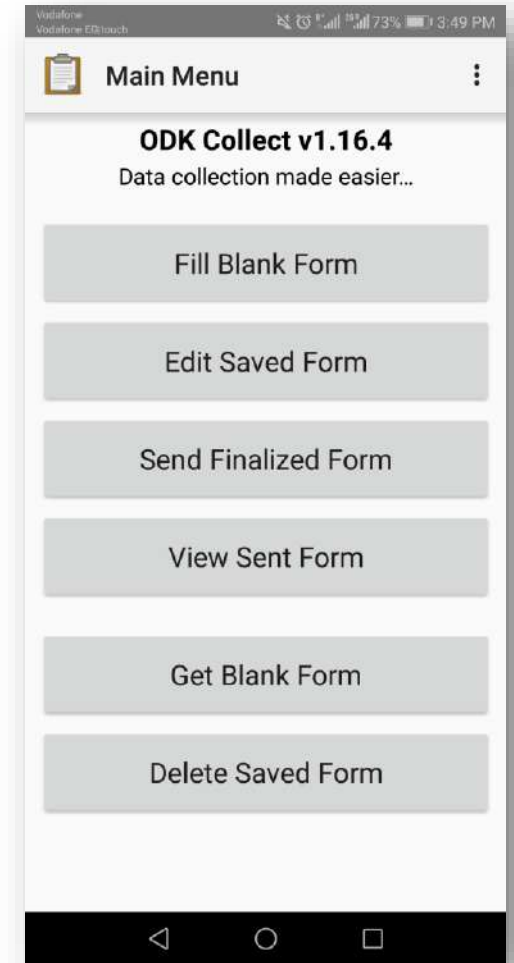 Vodafone
Vodafone EG|touch
73% 3:49 PM
Main Menu
ODK Collect v1.16.4
Data collection made easier...
Fill Blank Form
Edit Saved Form
Send Finalized Form
View Sent Form
Get Blank Form
Delete Saved Form